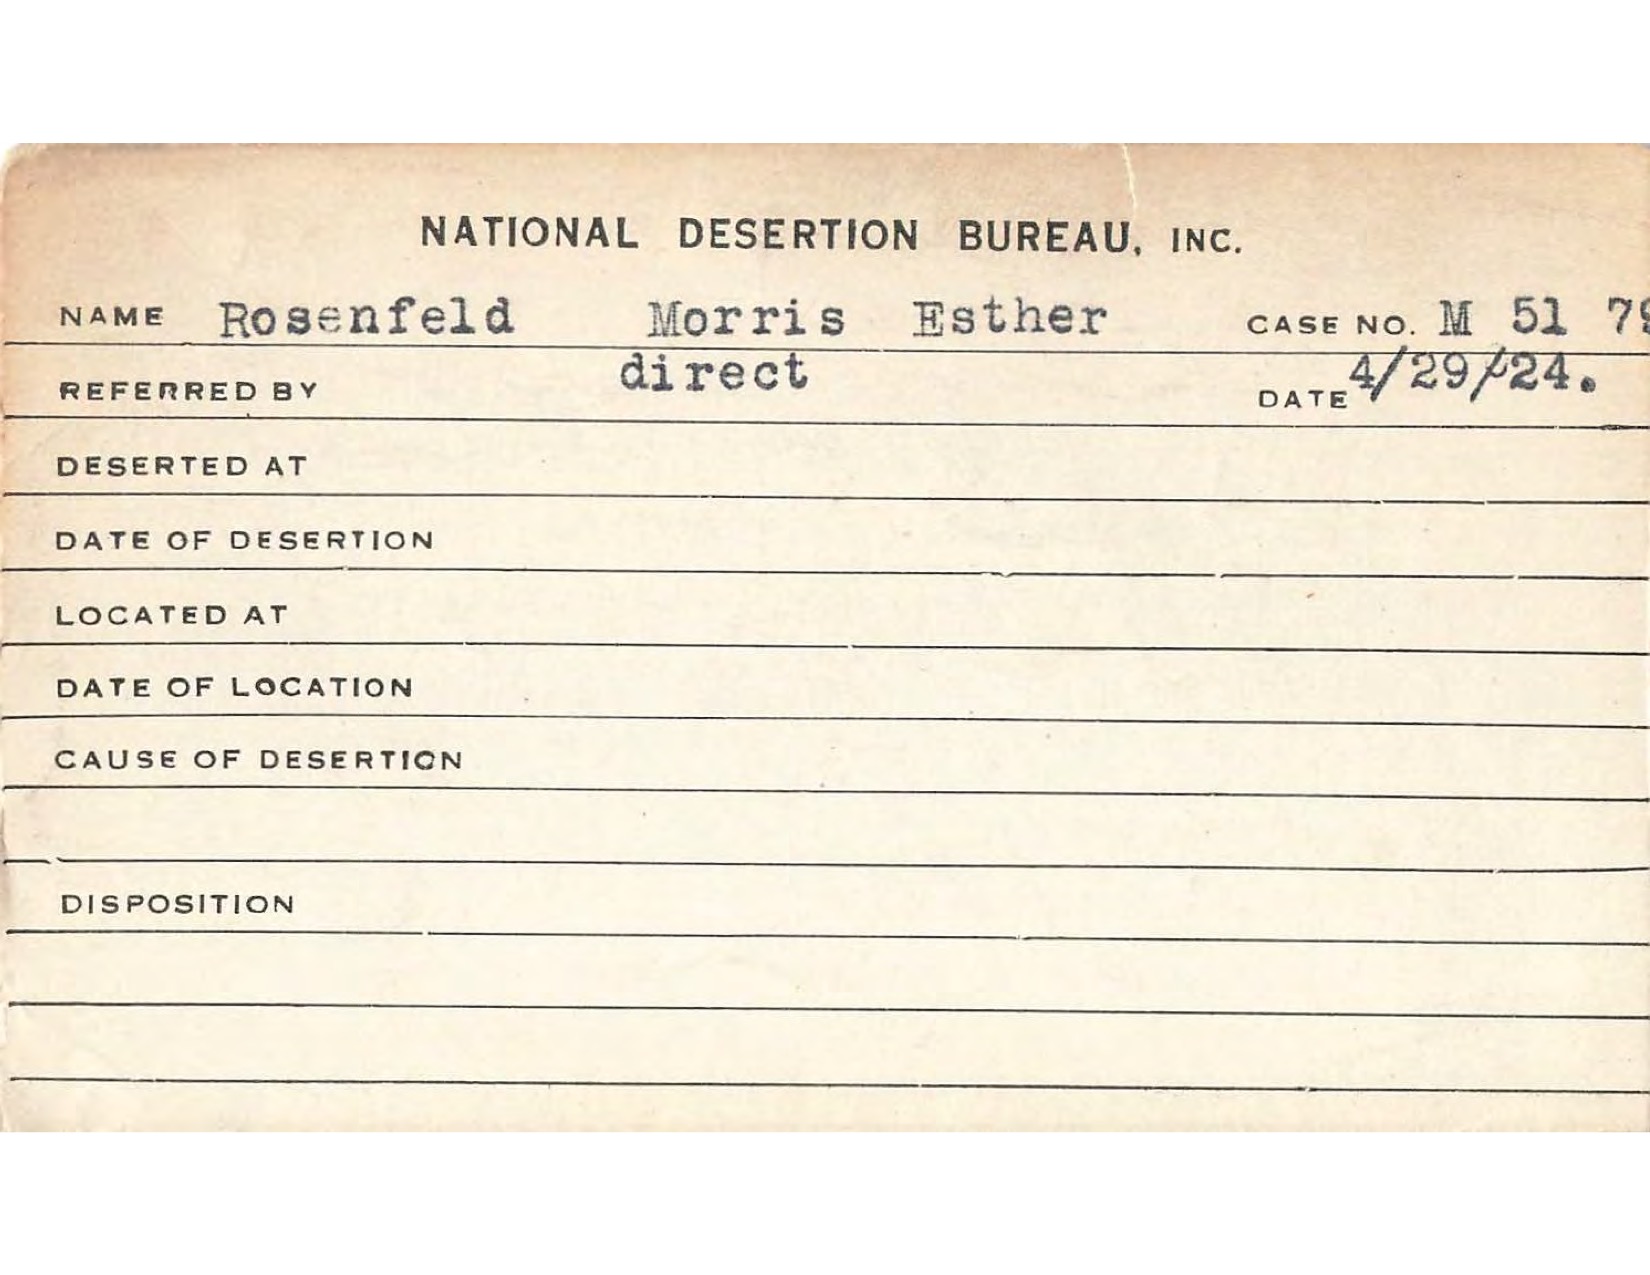 NATIONAL DESERTION BUREAU, INC.
NAME Rosenfeld Morris Esther CASE NO. M 51 79
REFERRED BY direct DATE 4/29/24.
DESERTED AT
DATE OF DESERTION
LOCATED AT
DATE OF LOCATION
CAUSE OF DESERTION
DISPOSITION